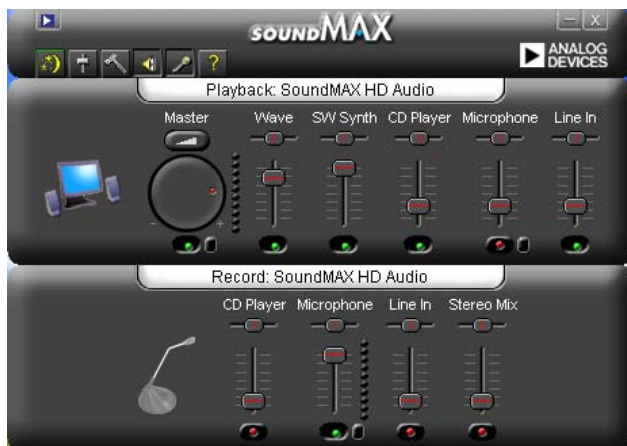 soundMAX
ANALOG
DEVICES
?
Playback: SoundMAX HD Audio
Master Wave SW Synth CD Player Microphone Line In
- +
Record: SoundMAX HD Audio
CD Player Microphone Line In Stereo Mix